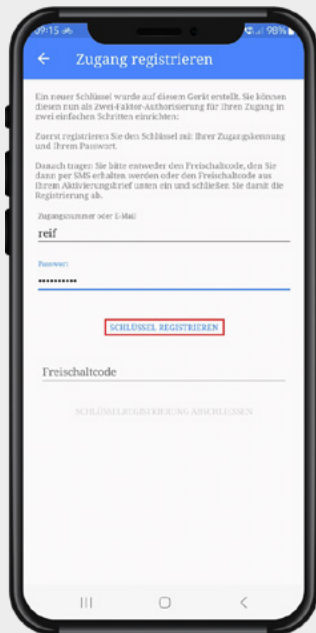 09:15
98%
Zugang registrieren
Ein neuer Schlüssel wurde auf diesem Gerät erstellt. Sie können
diesen nun als Zwei-Faktor-Authorisierung für Ihren Zugang in
zwei einfachen Schritten einrichten:
Zuerst registrieren Sie den Schlüssel mit Ihrer Zugangskennung
und Ihrem Passwort.
Danach tragen Sie bitte entweder den Freischaltcode, den Sie
dann per SMS erhalten werden oder den Freischaltcode aus
Ihrem Aktivierungsbrief unten ein und schließen Sie damit die
Registrierung ab.
Zugangsnummer oder E-Mail
reif
Passwort
••••••••••
SCHLÜSSEL REGISTRIEREN
Freischaltcode
SCHLÜSSELREGISTRIERUNG ABSCHLIESSEN